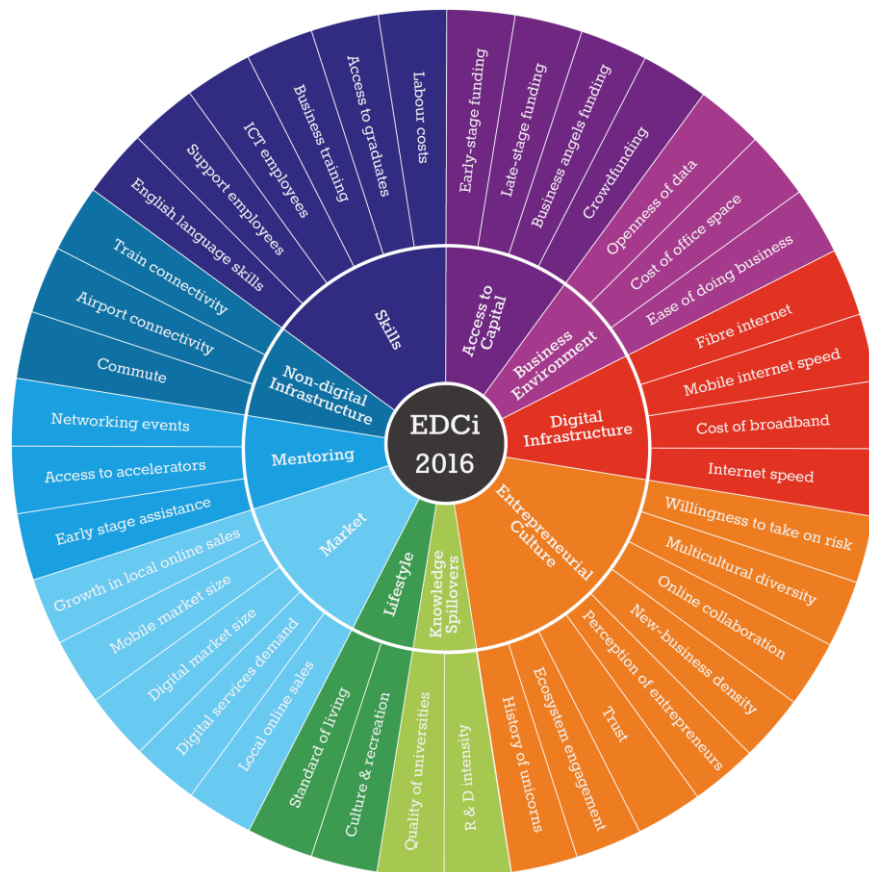 EDCi
2016
Access to
Capital
Business
Environment
Digital
Infrastructure
Entrepreneurial
Culture
Knowledge
Spillovers
Lifestyle
Market
Mentoring
Non-digital
Infrastructure
Skills
Early-stage funding
Late-stage funding
Business angels funding
Crowdfunding
Openness of data
Cost of office space
Ease of doing business
Fibre internet
Mobile internet speed
Cost of broadband
Internet speed
Willingness to take on risk
Multicultural diversity
Online collaboration
New-business density
Perception of entrepreneurs
Trust
Ecosystem engagement
History of unicorns
R & D intensity
Quality of universities
Culture & recreation
Standard of living
Local online sales
Digital services demand
Digital market size
Mobile market size
Growth in local online sales
Early stage assistance
Access to accelerators
Networking events
Commute
Airport connectivity
Train connectivity
English language skills
Support employees
ICT employees
Business training
Access to graduates
Labour costs